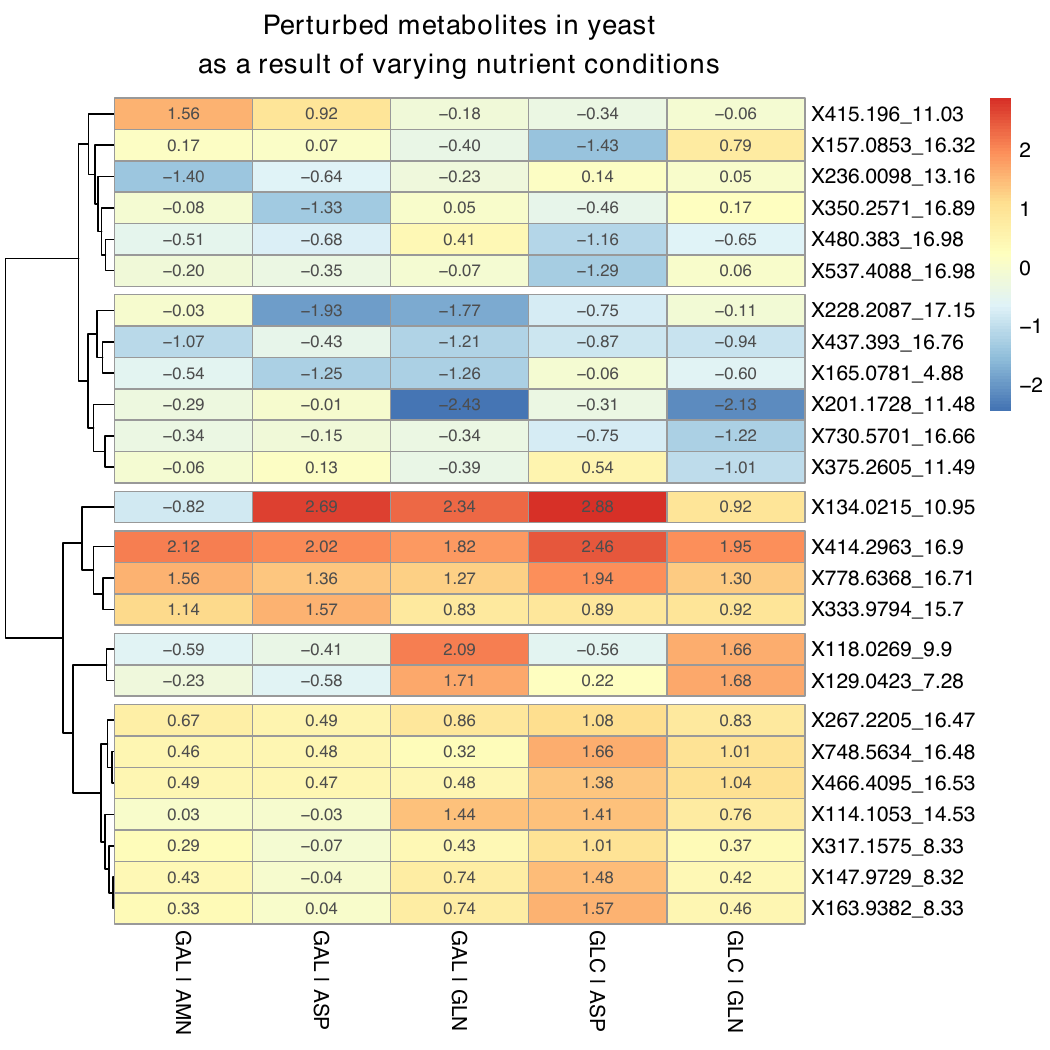 Perturbed metabolites in yeast
as a result of varying nutrient conditions
1.56 0.92 −0.18 −0.34 −0.06 X415.196_11.03
0.17 0.07 −0.40 −1.43 0.79 X157.0853_16.32
−1.40 −0.64 −0.23 0.14 0.05 X236.0098_13.16
−0.08 −1.33 0.05 −0.46 0.17 X350.2571_16.89
−0.51 −0.68 0.41 −1.16 −0.65 X480.383_16.98
−0.20 −0.35 −0.07 −1.29 0.06 X537.4088_16.98
−0.03 −1.93 −1.77 −0.75 −0.11 X228.2087_17.15
−1.07 −0.43 −1.21 −0.87 −0.94 X437.393_16.76
−0.54 −1.25 −1.26 −0.06 −0.60 X165.0781_4.88
−0.29 −0.01 −2.43 −0.31 −2.13 X201.1728_11.48
−0.34 −0.15 −0.34 −0.75 −1.22 X730.5701_16.66
−0.06 0.13 −0.39 0.54 −1.01 X375.2605_11.49
−0.82 2.69 2.34 2.88 0.92 X134.0215_10.95
2.12 2.02 1.82 2.46 1.95 X414.2963_16.9
1.56 1.36 1.27 1.94 1.30 X778.6368_16.71
1.14 1.57 0.83 0.89 0.92 X333.9794_15.7
−0.59 −0.41 2.09 −0.56 1.66 X118.0269_9.9
−0.23 −0.58 1.71 0.22 1.68 X129.0423_7.28
0.67 0.49 0.86 1.08 0.83 X267.2205_16.47
0.46 0.48 0.32 1.66 1.01 X748.5634_16.48
0.49 0.47 0.48 1.38 1.04 X466.4095_16.53
0.03 −0.03 1.44 1.41 0.76 X114.1053_14.53
0.29 −0.07 0.43 1.01 0.37 X317.1575_8.33
0.43 −0.04 0.74 1.48 0.42 X147.9729_8.32
0.33 0.04 0.74 1.57 0.46 X163.9382_8.33
GAL | AMN
GAL | ASP
GAL | GLN
GLC | ASP
GLC | GLN
2
1
0
−1
−2